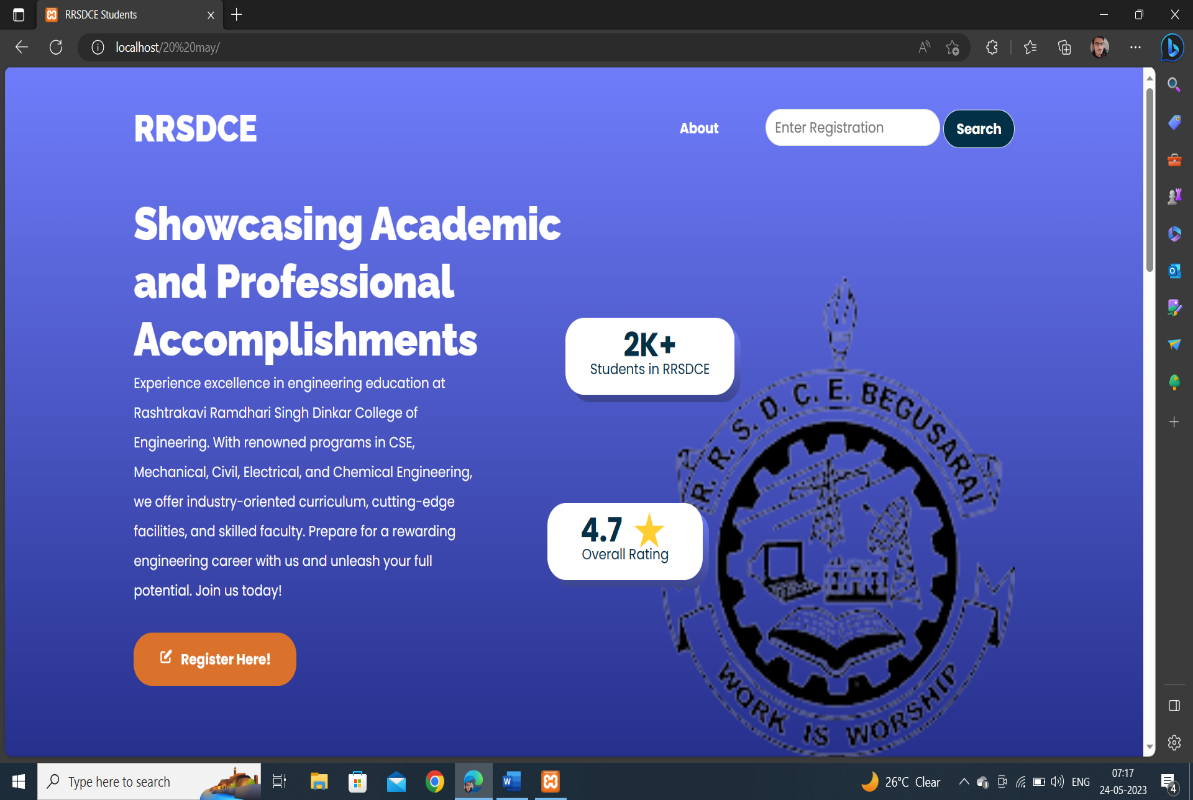 RRSDCE Students
localhost/20%20may/
RRSDCE
About
Enter Registration
Search
Showcasing Academic
and Professional
Accomplishments
Experience excellence in engineering education at
Rashtrakavi Ramdhari Singh Dinkar College of
Engineering. With renowned programs in CSE,
Mechanical, Civil, Electrical, and Chemical Engineering,
we offer industry-oriented curriculum, cutting-edge
facilities, and skilled faculty. Prepare for a rewarding
engineering career with us and unleash your full
potential. Join us today!
Register Here!
2K+
Students in RRSDCE
4.7
Overall Rating
R. R. S. D. C. E. BEGUSARAI
WORK IS WORSHIP
Type here to search
26°C Clear
ENG
07:17
24-05-2023
4